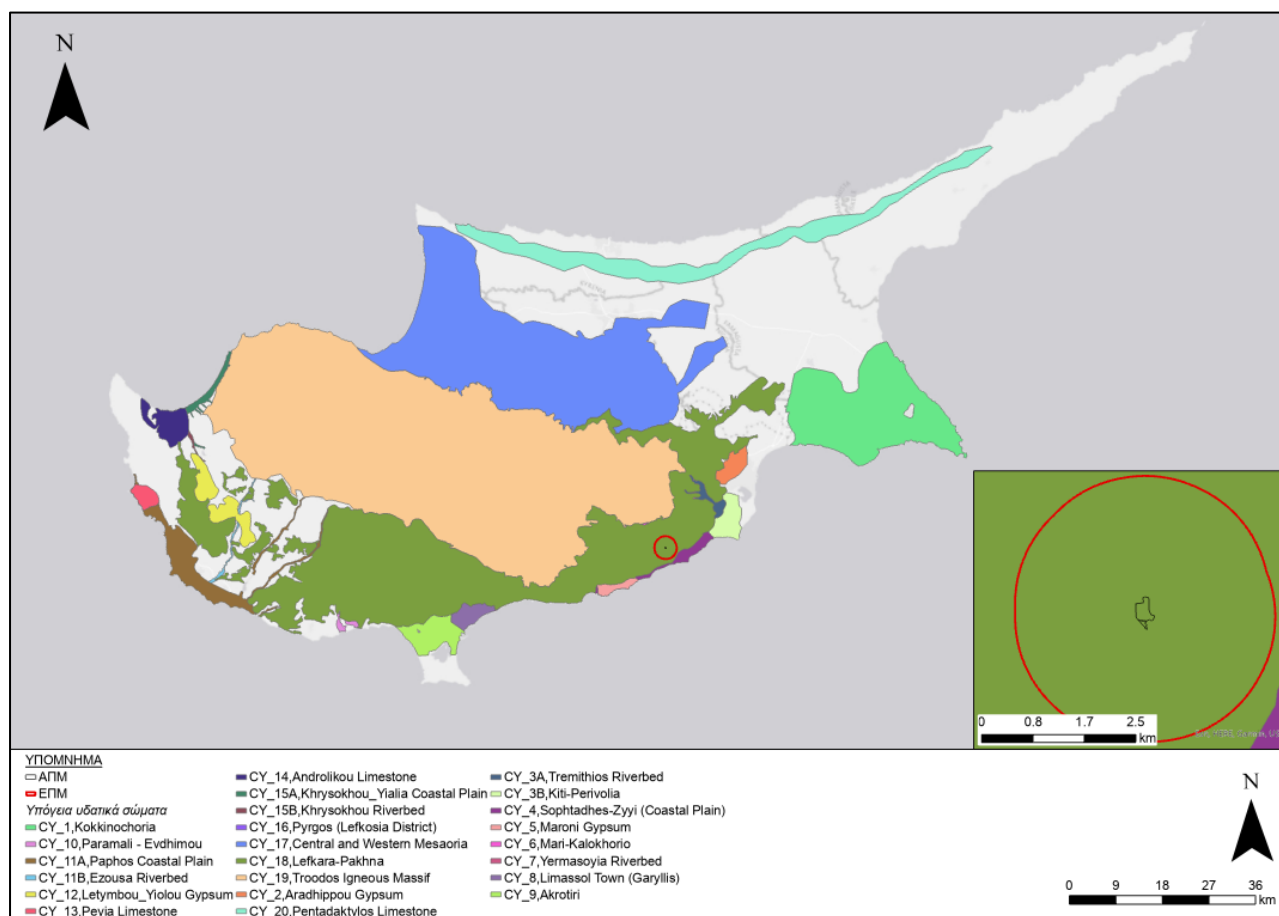 N
0 0.8 1.7 2.5
km
ΥΠΟΜΝΗΜΑ
ΑΠΜ
ΕΠΜ
Υπόγεια υδατικά σώματα
CY_1,Kokkinochoria
CY_10,Paramali - Evdhimou
CY_11A,Paphos Coastal Plain
CY_11B,Ezousa Riverbed
CY_12,Letymbou_Yiolou Gypsum
CY_13,Peyia Limestone
CY_14,Androlikou Limestone
CY_15A,Khrysokhou_Yialia Coastal Plain
CY_15B,Khrysokhou Riverbed
CY_16,Pyrgos (Lefkosia District)
CY_17,Central and Western Mesaoria
CY_18,Lefkara-Pakhna
CY_19,Troodos Igneous Massif
CY_2,Aradhippou Gypsum
CY_20,Pentadaktylos Limestone
CY_3A,Tremithios Riverbed
CY_3B,Kiti-Perivolia
CY_4,Sophtadhes-Zyyi (Coastal Plain)
CY_5,Maroni Gypsum
CY_6,Mari-Kalokhorio
CY_7,Yermasoyia Riverbed
CY_8,Limassol Town (Garyllis)
CY_9,Akrotiri
N
0 9 18 27 36
km